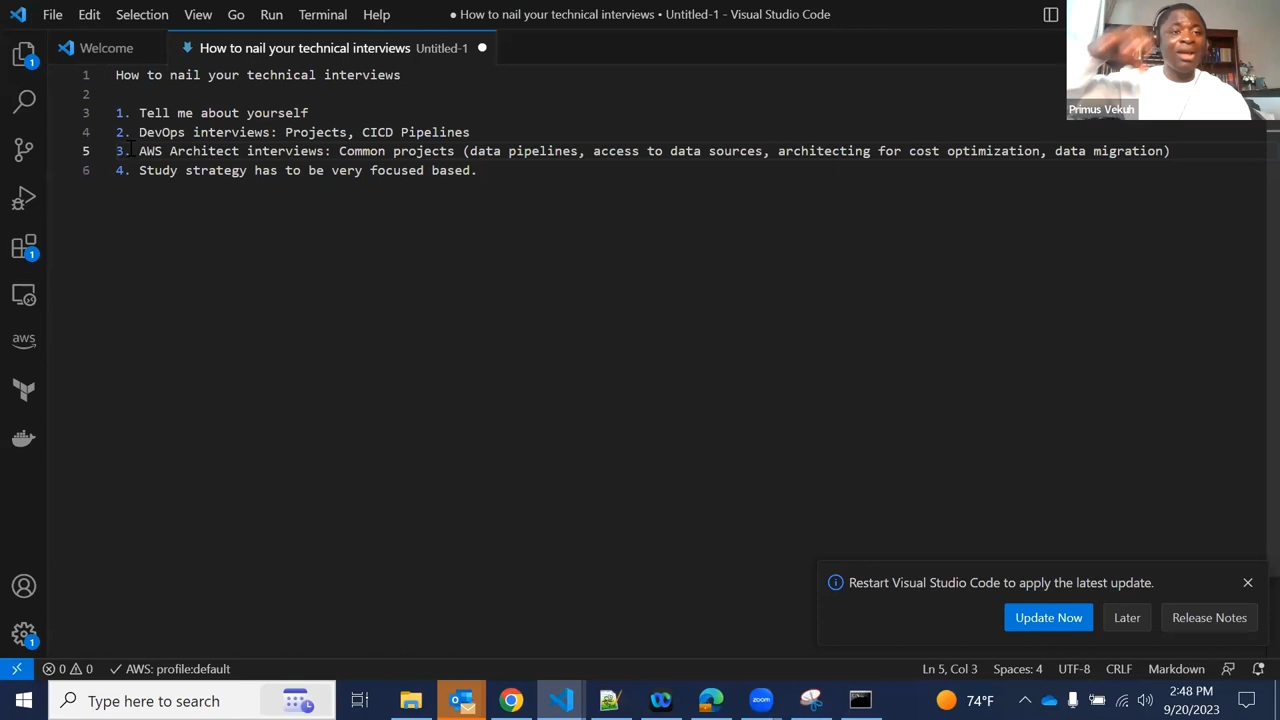 File Edit Selection View Go Run Terminal Help
● How to nail your technical interviews • Untitled-1 - Visual Studio Code
Welcome
How to nail your technical interviews Untitled-1 ●
1 How to nail your technical interviews
2
3 1. Tell me about yourself
4 2. DevOps interviews: Projects, CICD Pipelines
5 3. AWS Architect interviews: Common projects (data pipelines, access to data sources, architecting for cost optimization, data migration)
6 4. Study strategy has to be very focused based.
Primus Vekuh
1
1
aws
1
Restart Visual Studio Code to apply the latest update.
Update Now Later Release Notes
0 0 AWS: profile:default
Ln 5, Col 3 Spaces: 4 UTF-8 CRLF Markdown
Type here to search
74°F
2:48 PM
9/20/2023